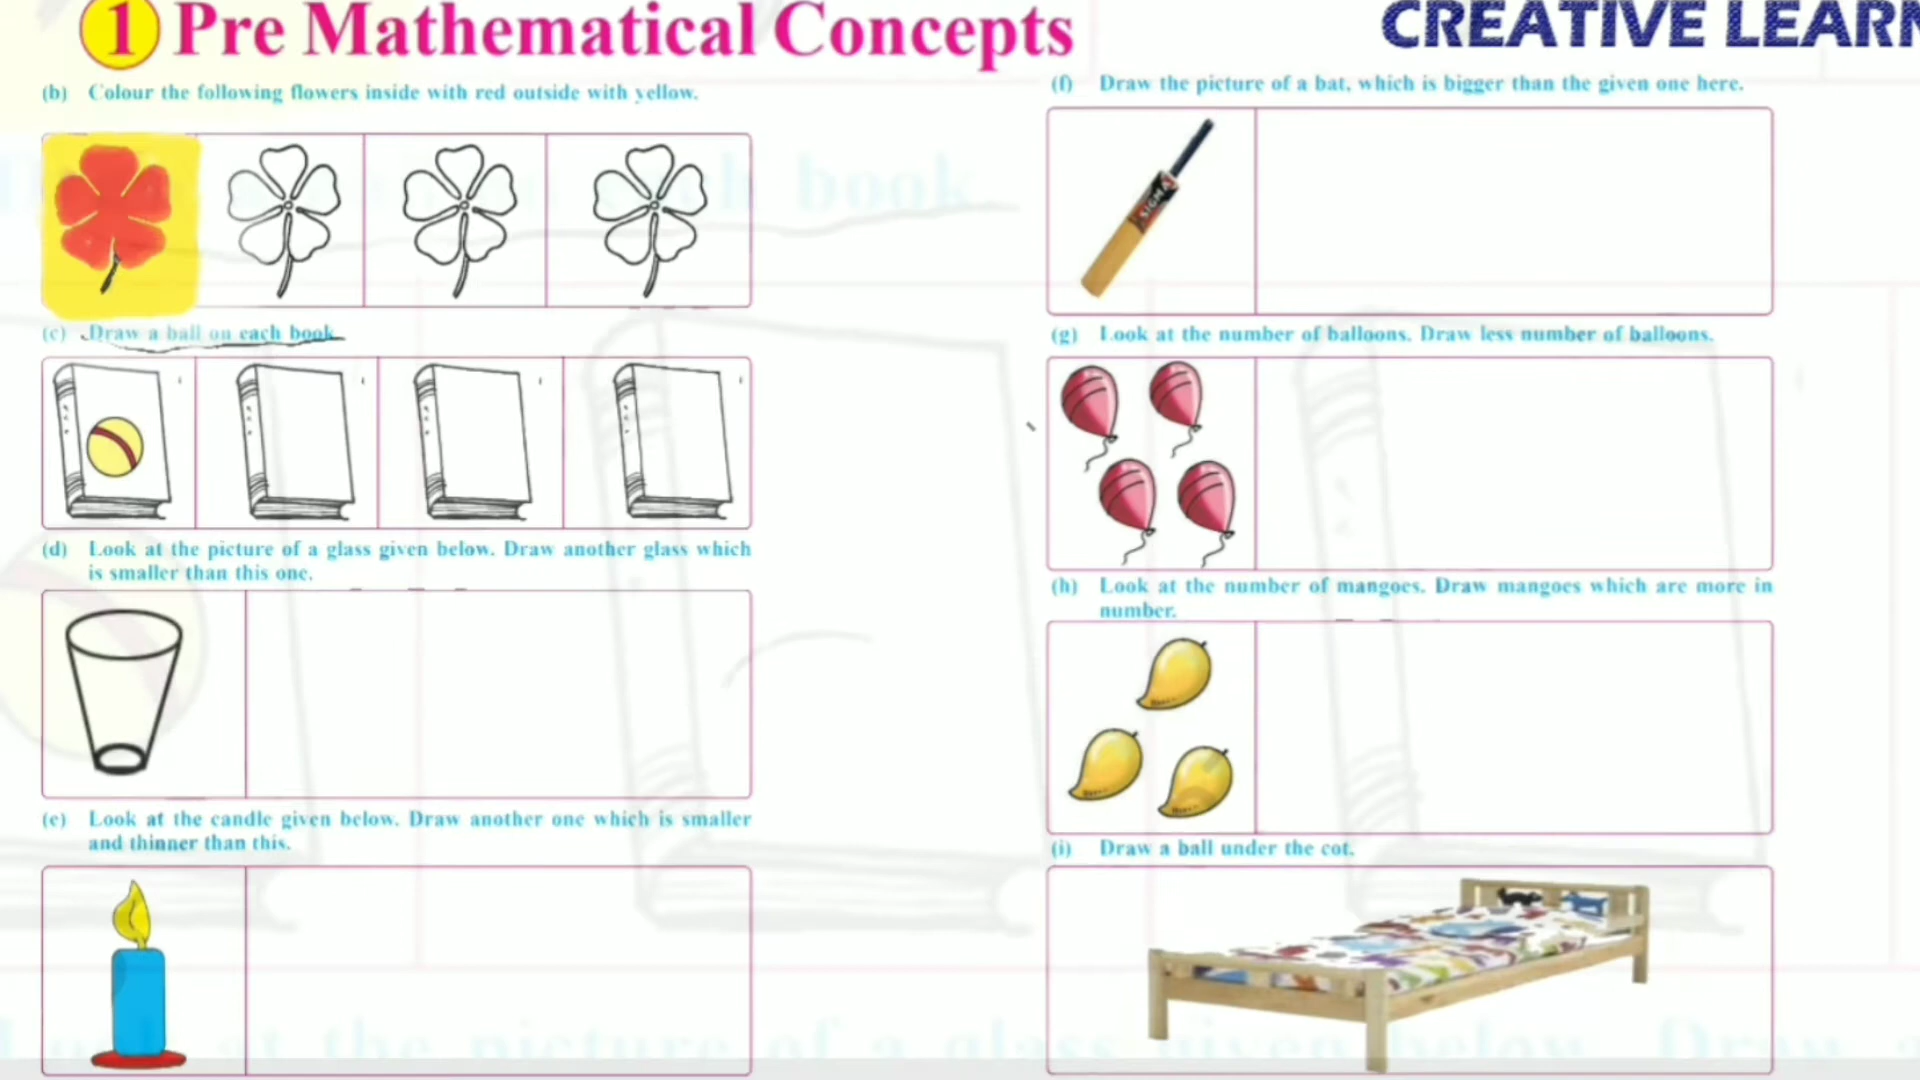 1 Pre Mathematical Concepts
CREATIVE LEARN
(b) Colour the following flowers inside with red outside with yellow.
(c) Draw a ball on each book.
(d) Look at the picture of a glass given below. Draw another glass which
is smaller than this one.
(e) Look at the candle given below. Draw another one which is smaller
and thinner than this.
(f) Draw the picture of a bat, which is bigger than the given one here.
SIGMA
(g) Look at the number of balloons. Draw less number of balloons.
(h) Look at the number of mangoes. Draw mangoes which are more in
number.
(i) Draw a ball under the cot.